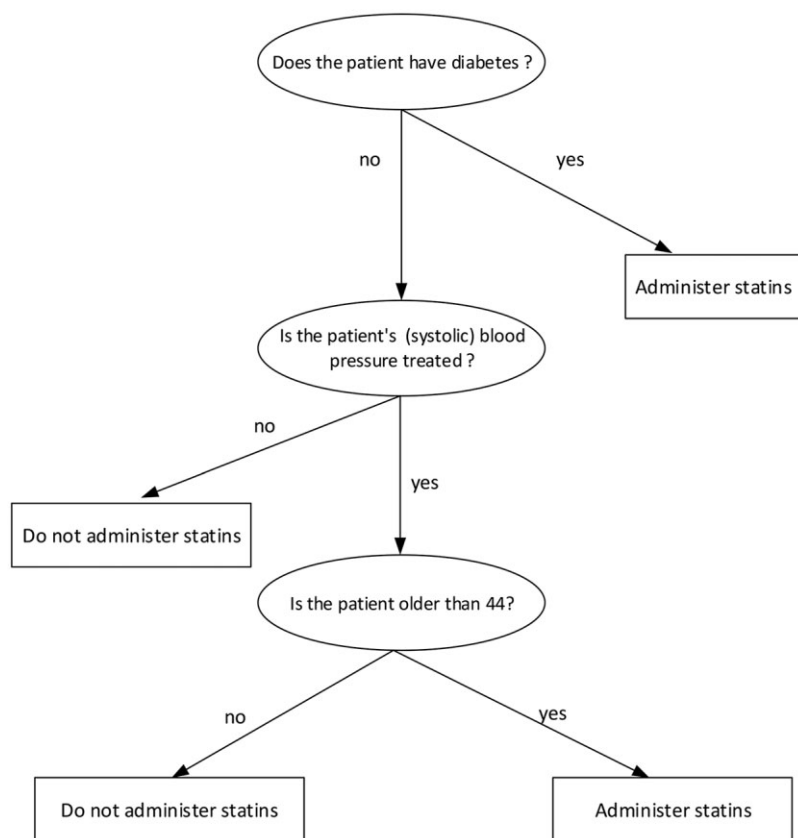 Does the patient have diabetes ?
no
yes
Administer statins
Is the patient's (systolic) blood
pressure treated ?
no
yes
Do not administer statins
Is the patient older than 44?
no
yes
Do not administer statins
Administer statins